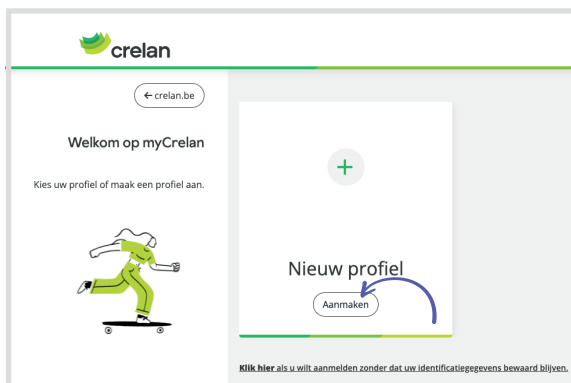 crelan
← crelan.be
Welkom op myCrelan
Kies uw profiel of maak een profiel aan.
Nieuw profiel
Aanmaken
Klik hier als u wilt aanmelden zonder dat uw identificatiegegevens bewaard blijven.